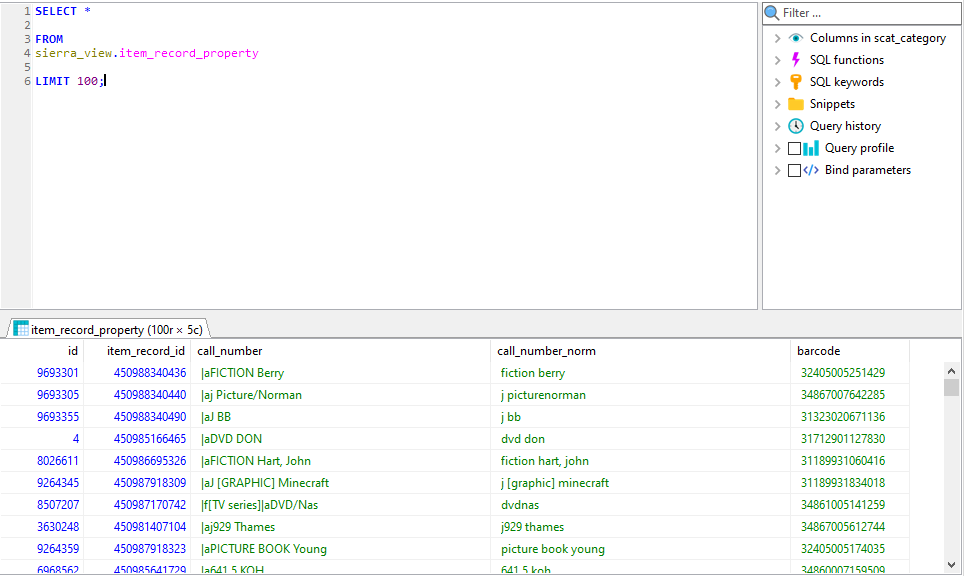 1 SELECT *
2
3 FROM
4 sierra_view.item_record_property
5
6 LIMIT 100;
Filter ...
Columns in scat_category
SQL functions
SQL keywords
Snippets
Query history
Query profile
Bind parameters
item_record_property (100r × 5c)
id item_record_id call_number call_number_norm barcode
9693301 450988340436 |aFICTION Berry fiction berry 32405005251429
9693305 450988340440 |aj Picture/Norman j picturenorman 34867007642285
9693355 450988340490 |aJ BB j bb 31323020671136
4 450985166465 |aDVD DON dvd don 31712901127830
8026611 450986695326 |aFICTION Hart, John fiction hart, john 31189931060416
9264345 450987918309 |aJ [GRAPHIC] Minecraft j [graphic] minecraft 31189931834018
8507207 450987170742 |f[TV series]|aDVD/Nas dvdnas 34861005141259
3630248 450981407104 |aj929 Thames j929 thames 34867005612744
9264359 450987918323 |aPICTURE BOOK Young picture book young 32405005174035
6968562 450985641729 |a641.5 KOH 641.5 koh 34860007159509